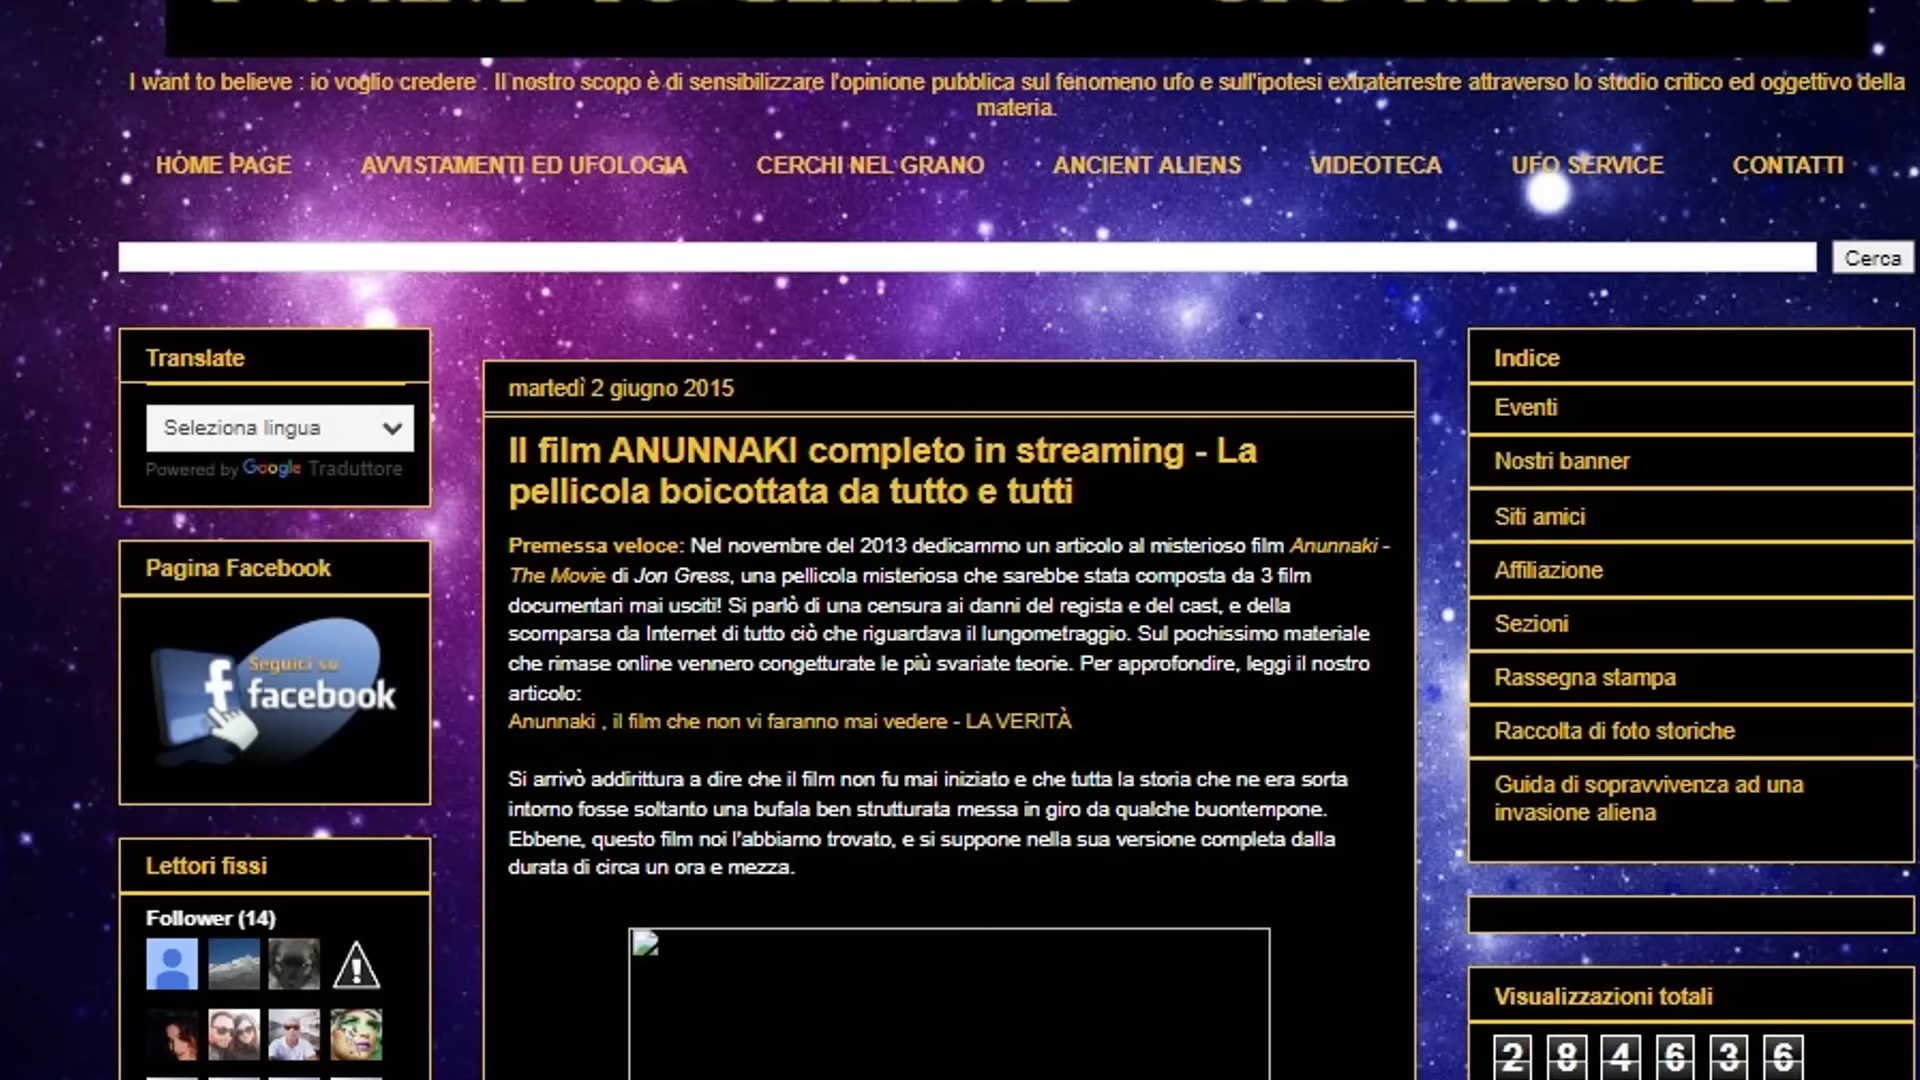 I want to believe : io voglio credere . Il nostro scopo è di sensibilizzare l'opinione pubblica sul fenomeno ufo e sull'ipotesi extraterrestre attraverso lo studio critico ed oggettivo della
materia.
HOME PAGE AVVISTAMENTI ED UFOLOGIA CERCHI NEL GRANO ANCIENT ALIENS VIDEOTECA UFO SERVICE CONTATTI
Cerca
Translate
Seleziona lingua
Powered by Google Traduttore
Pagina Facebook
Seguici su
facebook
Lettori fissi
Follower (14)
martedì 2 giugno 2015
Il film ANUNNAKI completo in streaming - La
pellicola boicottata da tutto e tutti
Premessa veloce: Nel novembre del 2013 dedicammo un articolo al misterioso film Anunnaki -
The Movie di Jon Gress, una pellicola misteriosa che sarebbe stata composta da 3 film
documentari mai usciti! Si parlò di una censura ai danni del regista e del cast, e della
scomparsa da Internet di tutto ciò che riguardava il lungometraggio. Sul pochissimo materiale
che rimase online vennero congetturate le più svariate teorie. Per approfondire, leggi il nostro
articolo:
Anunnaki , il film che non vi faranno mai vedere - LA VERITÀ
Si arrivò addirittura a dire che il film non fu mai iniziato e che tutta la storia che ne era sorta
intorno fosse soltanto una bufala ben strutturata messa in giro da qualche buontempone.
Ebbene, questo film noi l'abbiamo trovato, e si suppone nella sua versione completa dalla
durata di circa un ora e mezza.
Indice
Eventi
Nostri banner
Siti amici
Affiliazione
Sezioni
Rassegna stampa
Raccolta di foto storiche
Guida di sopravvivenza ad una
invasione aliena
Visualizzazioni totali
284636